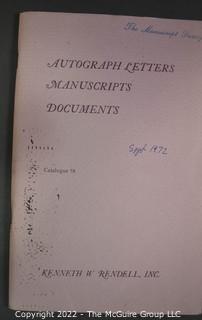 The Manuscript
AUTOGRAPH LETTERS
MANUSCRIPTS
DOCUMENTS
Sept 1972
Catalogue 78
KENNETH W. RENDELL, INC.
Copyright 2022 - The McGuire Group LLC